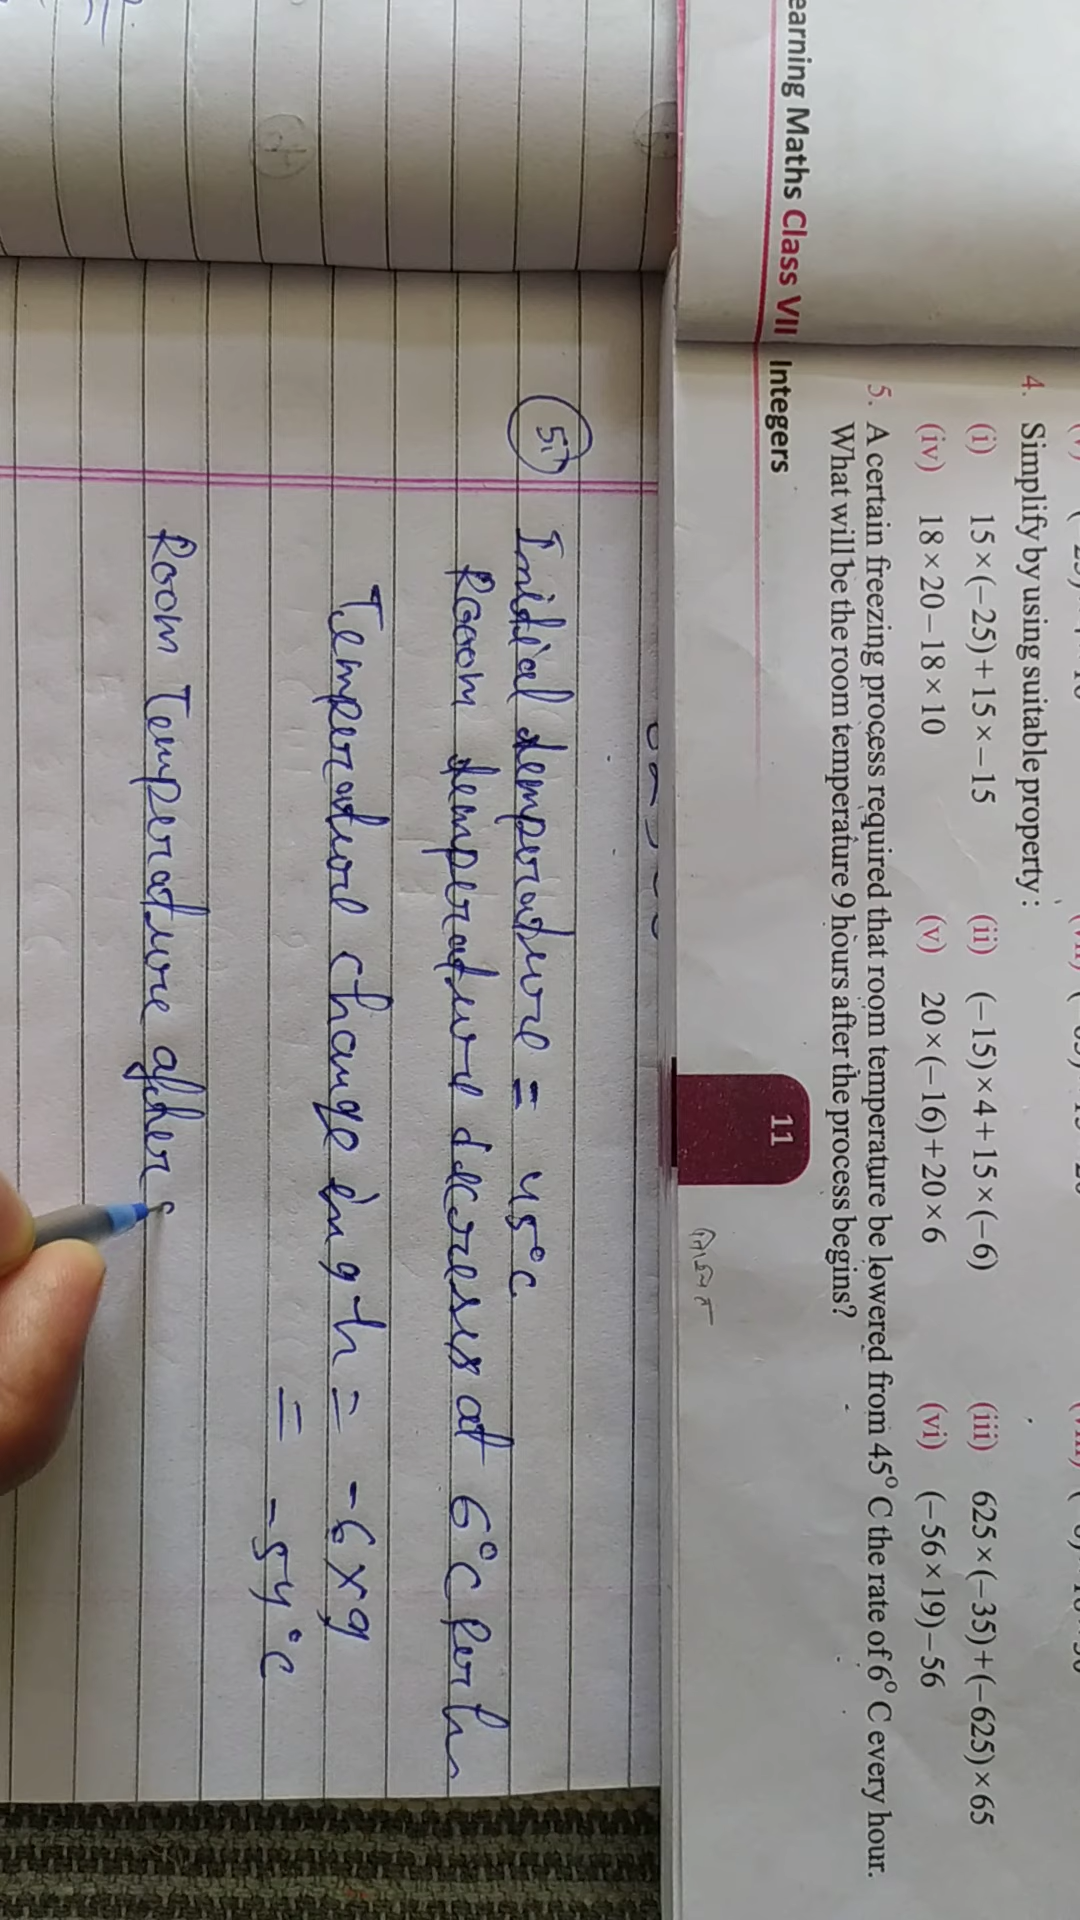 4. Simplify by using suitable property :
(i) 15×(−25)+15×−15 (ii) (−15)×4+15×(−6) (iii) 625×(−35)+(−625)×65
(iv) 18×20−18×10 (v) 20×(−16)+20×6 (vi) (−56×19)−56
5. A certain freezing process required that room temperature be lowered from 45° C the rate of 6° C every hour.
What will be the room temperature 9 hours after the process begins?
earning Maths Class VII Integers 11
5. Initial temperature = 45°C
Room temperature decreses at 6°C Per h
Temperature change in 9 h = -6×9
= -54°C
Room Temperature after